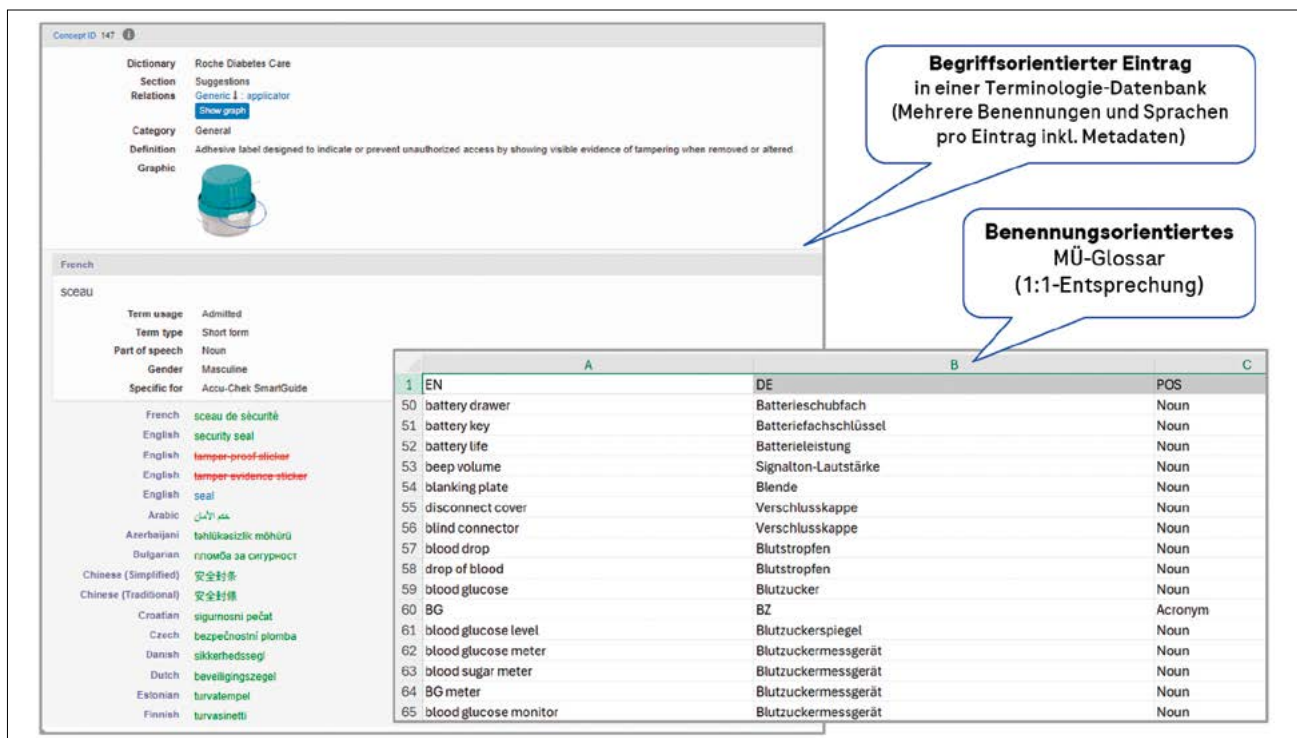 Concept ID 147
Dictionary Roche Diabetes Care
Section Suggestions
Relations Generic ↓ : applicator
Show graph
Category General
Definition Adhesive label designed to indicate or prevent unauthorized access by showing visible evidence of tampering when removed or altered.
Graphic
French
sceau
Term usage Admitted
Term type Short form
Part of speech Noun
Gender Masculine
Specific for Accu-Chek SmartGuide
French sceau de sécurité
English security seal
English tamper-proof sticker
English tamper evidence sticker
English seal
Arabic ختم الأمان
Azerbaijani təhlükəsizlik möhürü
Bulgarian пломба за сигурност
Chinese (Simplified) 安全封条
Chinese (Traditional) 安全封條
Croatian sigurnosni pečat
Czech bezpečnostní plomba
Danish sikkerhedssegl
Dutch beveiligingszegel
Estonian turvatempel
Finnish turvasinetti
Begriffsorientierter Eintrag
in einer Terminologie-Datenbank
(Mehrere Benennungen und Sprachen
pro Eintrag inkl. Metadaten)
Benennungsorientiertes
MÜ-Glossar
(1:1-Entsprechung)
A B C
1 EN DE POS
50 battery drawer Batterieschubfach Noun
51 battery key Batteriefachschlüssel Noun
52 battery life Batterieleistung Noun
53 beep volume Signalton-Lautstärke Noun
54 blanking plate Blende Noun
55 disconnect cover Verschlusskappe Noun
56 blind connector Verschlusskappe Noun
57 blood drop Blutstropfen Noun
58 drop of blood Blutstropfen Noun
59 blood glucose Blutzucker Noun
60 BG BZ Acronym
61 blood glucose level Blutzuckerspiegel Noun
62 blood glucose meter Blutzuckermessgerät Noun
63 blood sugar meter Blutzuckermessgerät Noun
64 BG meter Blutzuckermessgerät Noun
65 blood glucose monitor Blutzuckermessgerät Noun